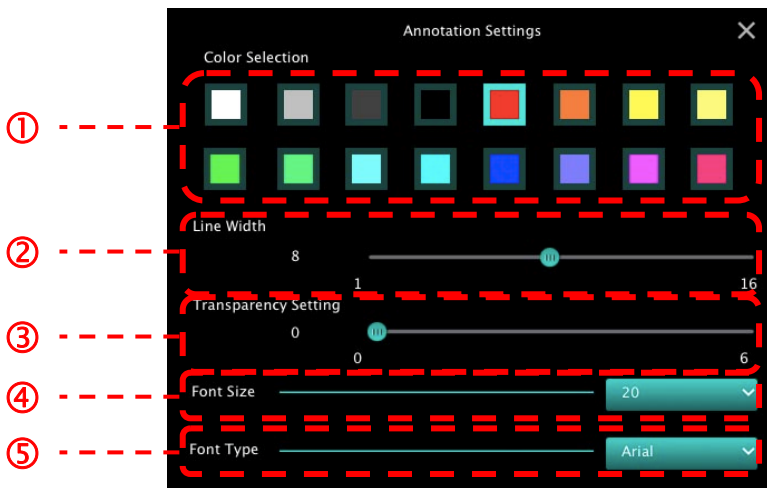 Annotation Settings
Color Selection
①
Line Width
②
8
1
16
Transparency Setting
③
0
0
6
④
Font Size
20
⑤
Font Type
Arial